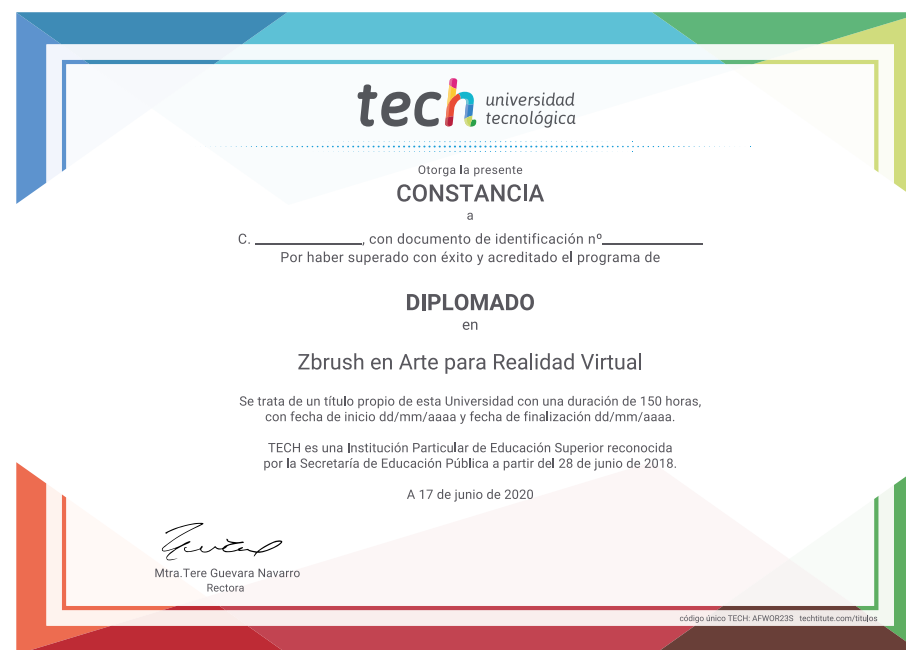 tech universidad
tecnológica
Otorga la presente
CONSTANCIA
a
C. ____________, con documento de identificación nº____________
Por haber superado con éxito y acreditado el programa de
DIPLOMADO
en
Zbrush en Arte para Realidad Virtual
Se trata de un título propio de esta Universidad con una duración de 150 horas,
con fecha de inicio dd/mm/aaaa y fecha de finalización dd/mm/aaaa.
TECH es una Institución Particular de Educación Superior reconocida
por la Secretaría de Educación Pública a partir del 28 de junio de 2018.
A 17 de junio de 2020
Mtra.Tere Guevara Navarro
Rectora
código único TECH: AFWOR23S techtitute.com/titulos